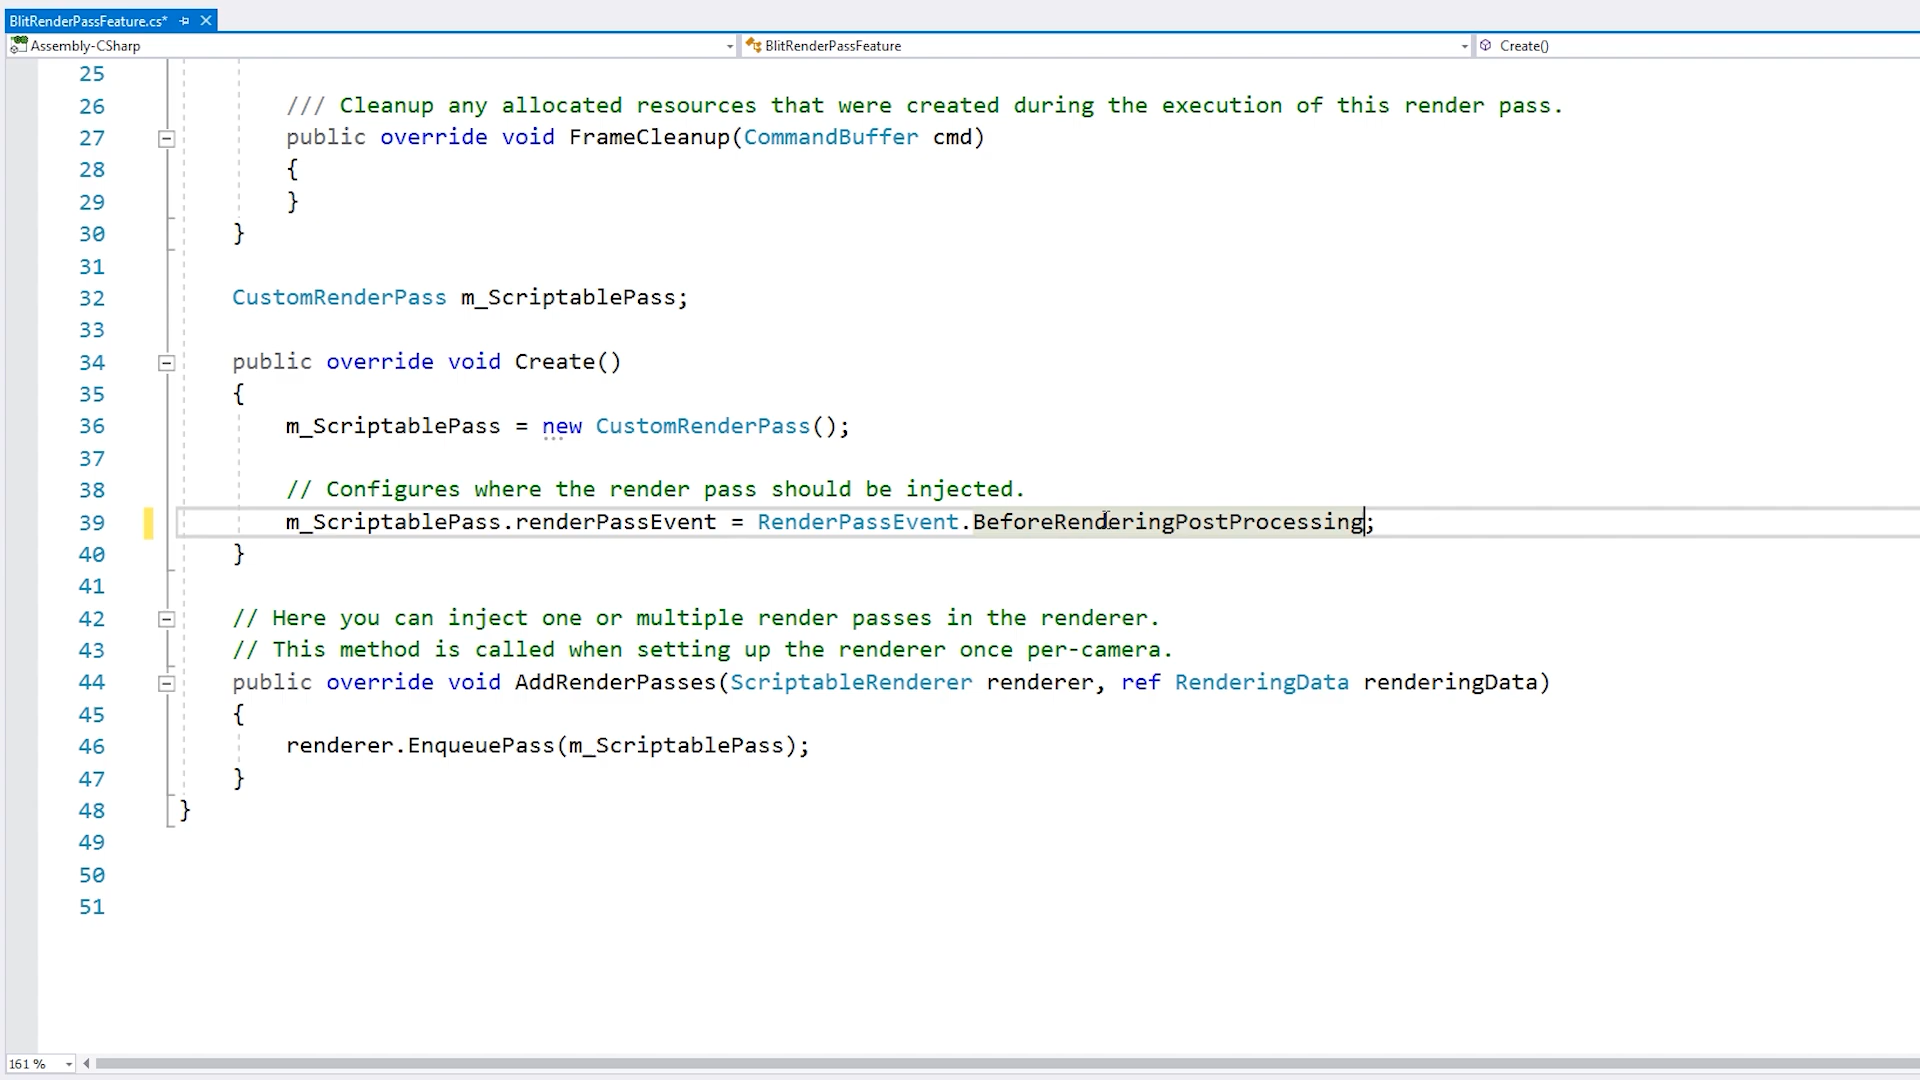 BlitRenderPassFeature.cs*
Assembly-CSharp BlitRenderPassFeature Create()
25
26 /// Cleanup any allocated resources that were created during the execution of this render pass.
27 public override void FrameCleanup(CommandBuffer cmd)
28 {
29 }
30 }
31
32 CustomRenderPass m_ScriptablePass;
33
34 public override void Create()
35 {
36 m_ScriptablePass = new CustomRenderPass();
37
38 // Configures where the render pass should be injected.
39 m_ScriptablePass.renderPassEvent = RenderPassEvent.BeforeRenderingPostProcessing;
40 }
41
42 // Here you can inject one or multiple render passes in the renderer.
43 // This method is called when setting up the renderer once per-camera.
44 public override void AddRenderPasses(ScriptableRenderer renderer, ref RenderingData renderingData)
45 {
46 renderer.EnqueuePass(m_ScriptablePass);
47 }
48 }
49
50
51
161 %